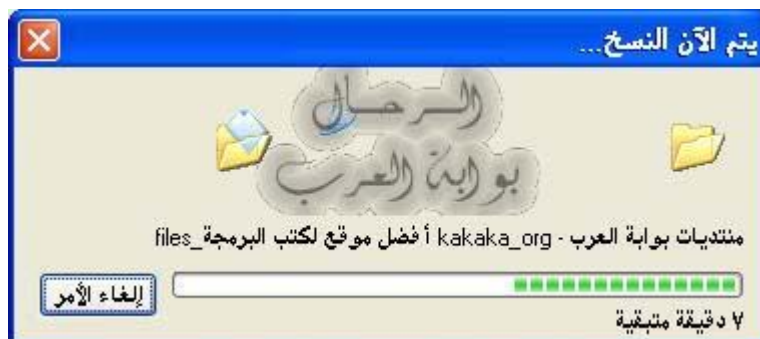 يتم الآن النسخ...
الرحال
بوابة العرب
منتديات بوابة العرب - kakaka_org أفضل موقع لكتب البرمجة_files
إلغاء الأمر
٧ دقيقة متبقية